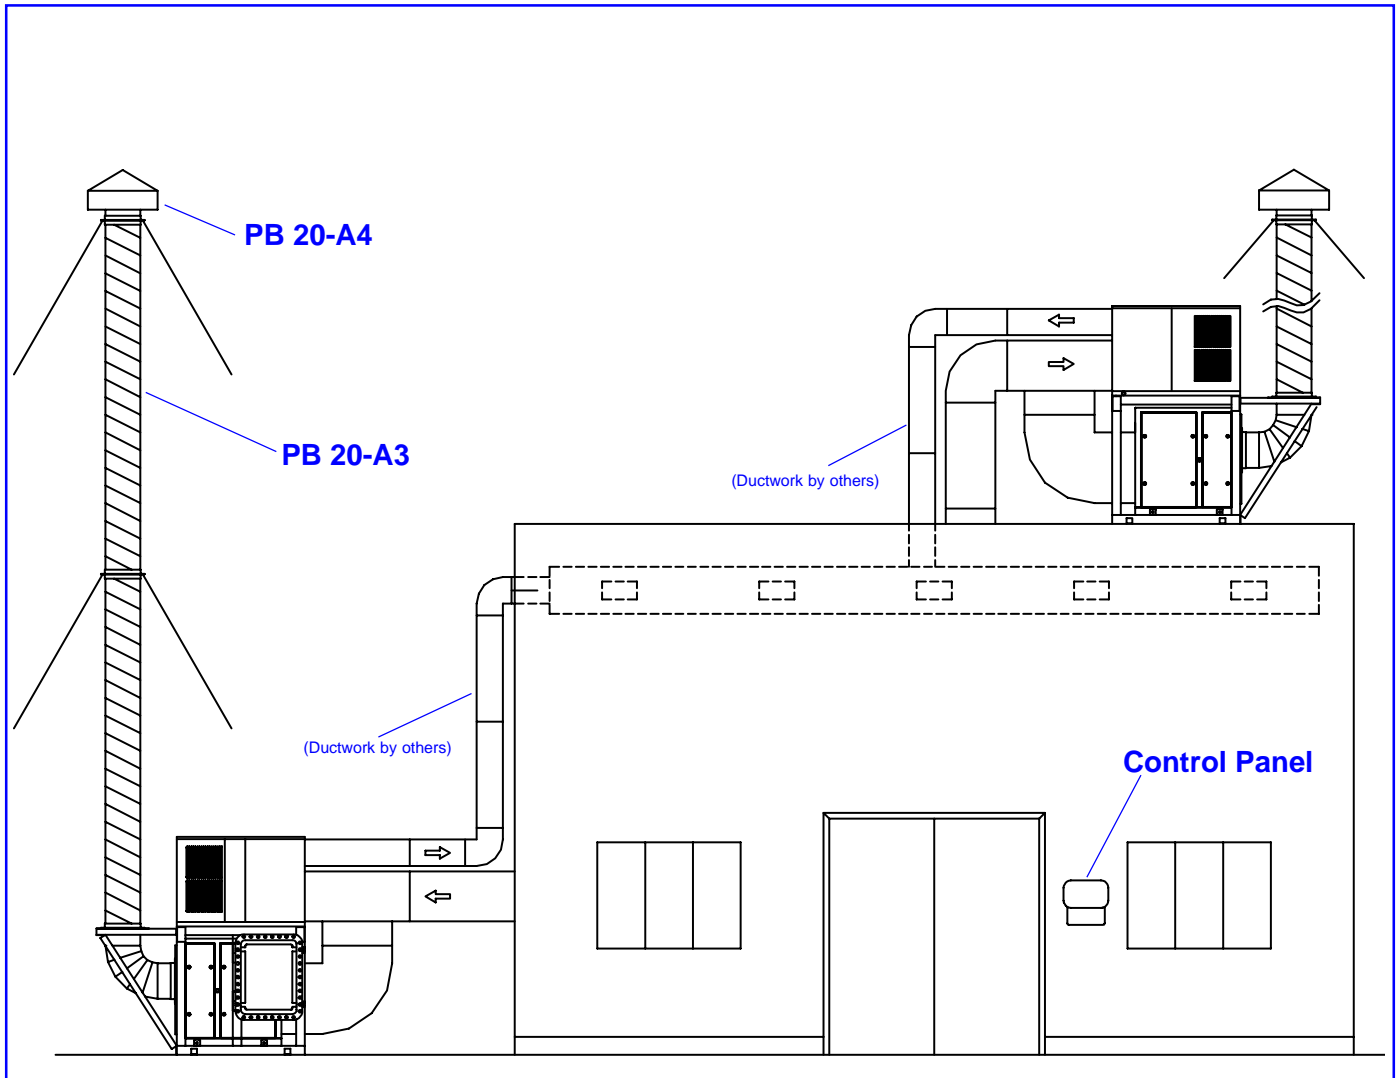 PB 20-A4
PB 20-A3
(Ductwork by others)
(Ductwork by others)
Control Panel